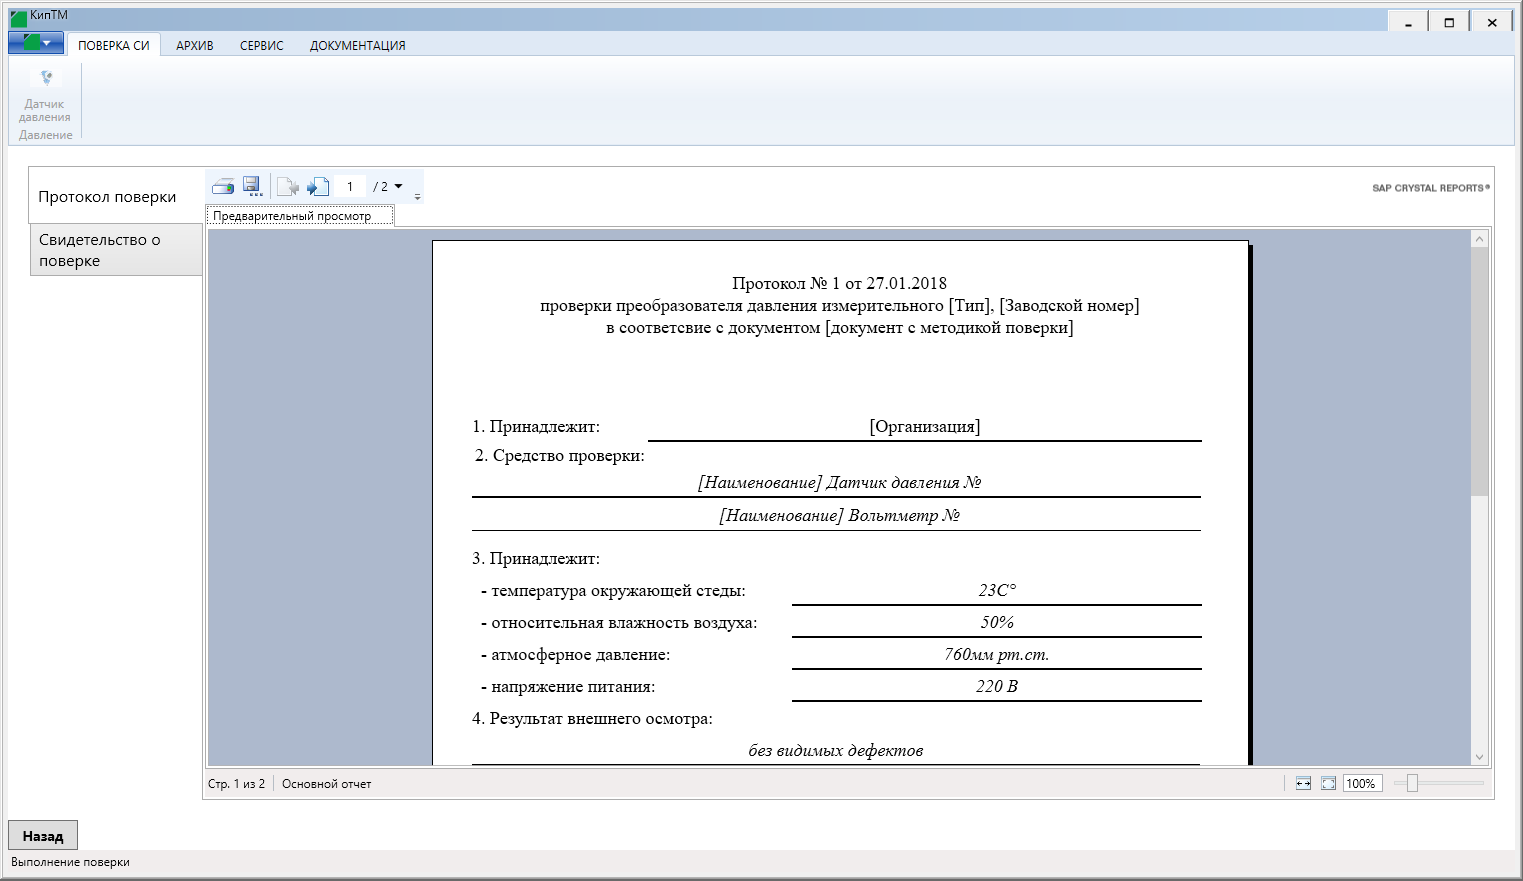 КипТМ
ПОВЕРКА СИ АРХИВ СЕРВИС ДОКУМЕНТАЦИЯ
Датчик
давления
Давление
Протокол поверки
Свидетельство о
поверке
1 / 2
SAP CRYSTAL REPORTS®
Предварительный просмотр
Протокол № 1 от 27.01.2018
проверки преобразователя давления измерительного [Тип], [Заводской номер]
в соответсвие с документом [документ с методикой поверки]
1. Принадлежит: [Организация]
2. Средство проверки:
[Наименование] Датчик давления №
[Наименование] Вольтметр №
3. Принадлежит:
- температура окружающей стеды: 23С°
- относительная влажность воздуха: 50%
- атмосферное давление: 760мм рт.ст.
- напряжение питания: 220 В
4. Результат внешнего осмотра:
без видимых дефектов
Стр. 1 из 2 Основной отчет 100%
Назад
Выполнение поверки